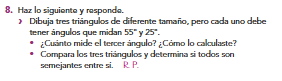 8. Haz lo siguiente y responde.
› Dibuja tres triángulos de diferente tamaño, pero cada uno debe
tener ángulos que midan 55° y 25°.
• ¿Cuánto mide el tercer ángulo? ¿Cómo lo calculaste?
• Compara los tres triángulos y determina si todos son
semejantes entre sí. R. P.